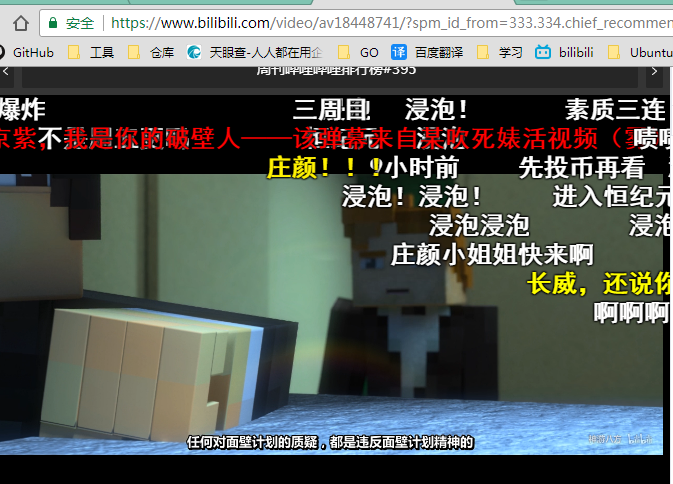 安全 https://www.bilibili.com/video/av18448741/?spm_id_from=333.334.chief_recommen
GitHub 工具 仓库 天眼查-人人都在用企 GO 译 百度翻译 学习 bilibili Ubuntu
周刊哔哩哔哩排行榜#395
爆炸 三周目 浸泡! 素质三连
我是你的破壁人——该弹幕来自某敢死妹活视频
庄颜!!! 小时前 先投币再看
浸泡!浸泡! 进入恒纪元
浸泡浸泡 浸泡
庄颜小姐姐快来啊
长威,还说你
啊啊啊
任何对面壁计划的质疑,都是违反面壁计划精神的